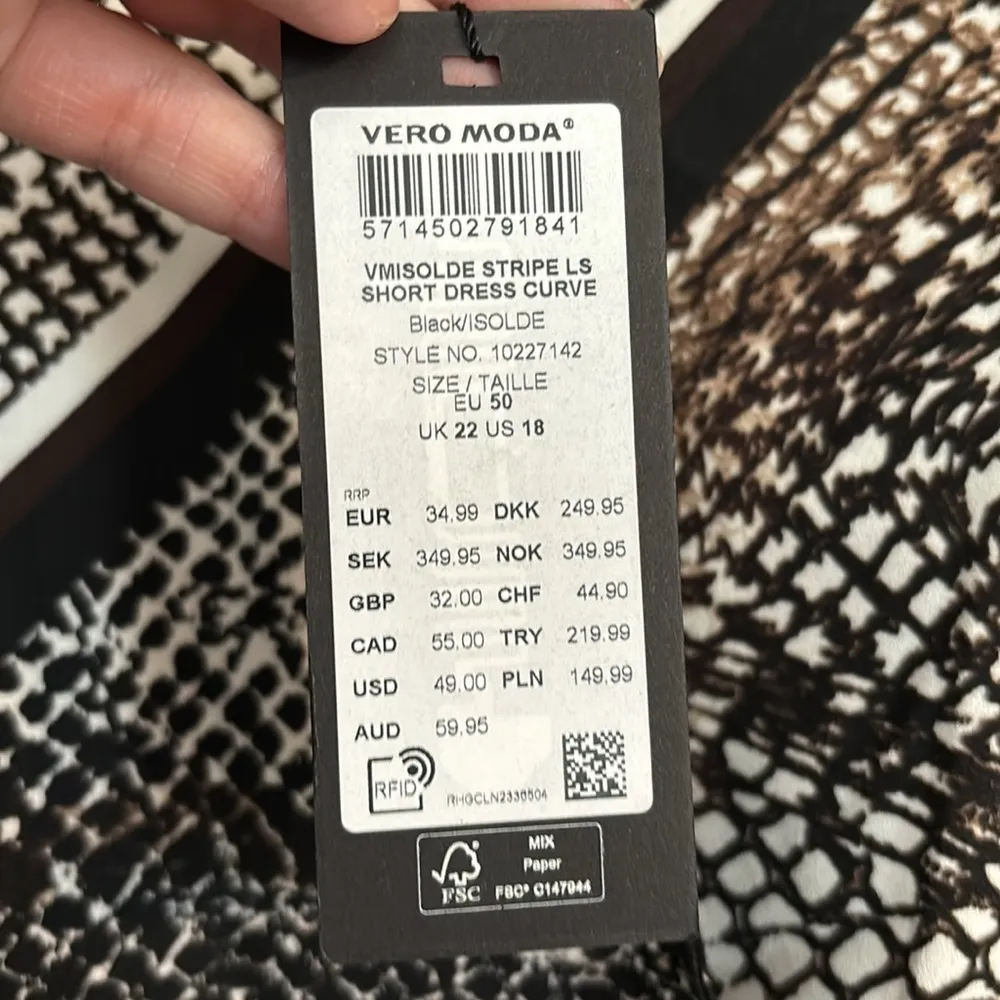 VERO MODA®
5714502791841
VMISOLDE STRIPE LS
SHORT DRESS CURVE
Black/ISOLDE
STYLE NO. 10227142
SIZE / TAILLE
EU 50
UK 22 US 18
RRP
EUR 34.99 DKK 249.95
SEK 349.95 NOK 349.95
GBP 32.00 CHF 44.90
CAD 55.00 TRY 219.99
USD 49.00 PLN 149.99
AUD 59.95
RFID
MIX
Paper
FSC
FSC® C147944